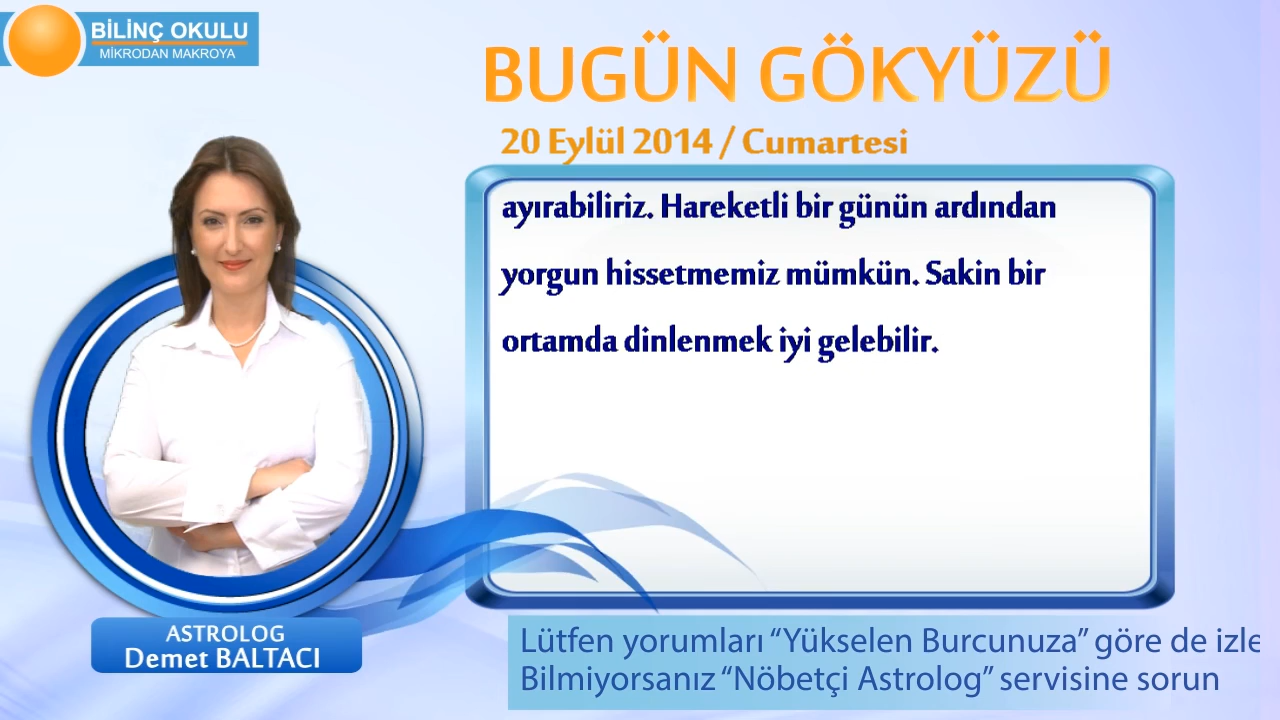 BİLİNÇ OKULU
MİKRODAN MAKROYA
BUGÜN GÖKYÜZÜ
20 Eylül 2014 / Cumartesi
ayırabiliriz. Hareketli bir günün ardından
yorgun hissetmemiz mümkün. Sakin bir
ortamda dinlenmek iyi gelebilir.
ASTROLOG
Demet BALTACI
Lütfen yorumları “Yükselen Burcunuza” göre de izle
Bilmiyorsanız “Nöbetçi Astrolog” servisine sorun